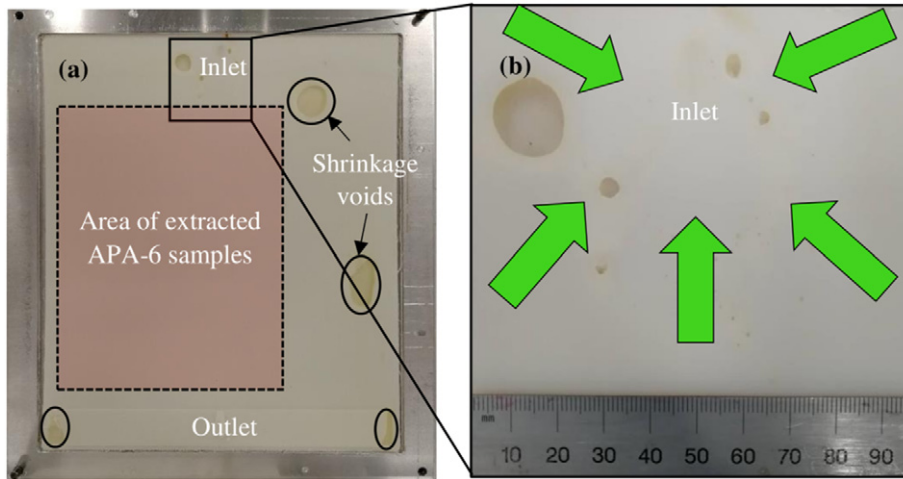 (a)
Inlet
Shrinkage
voids
Area of extracted
APA-6 samples
Outlet
(b)
Inlet
mm
10 20 30 40 50 60 70 80 90